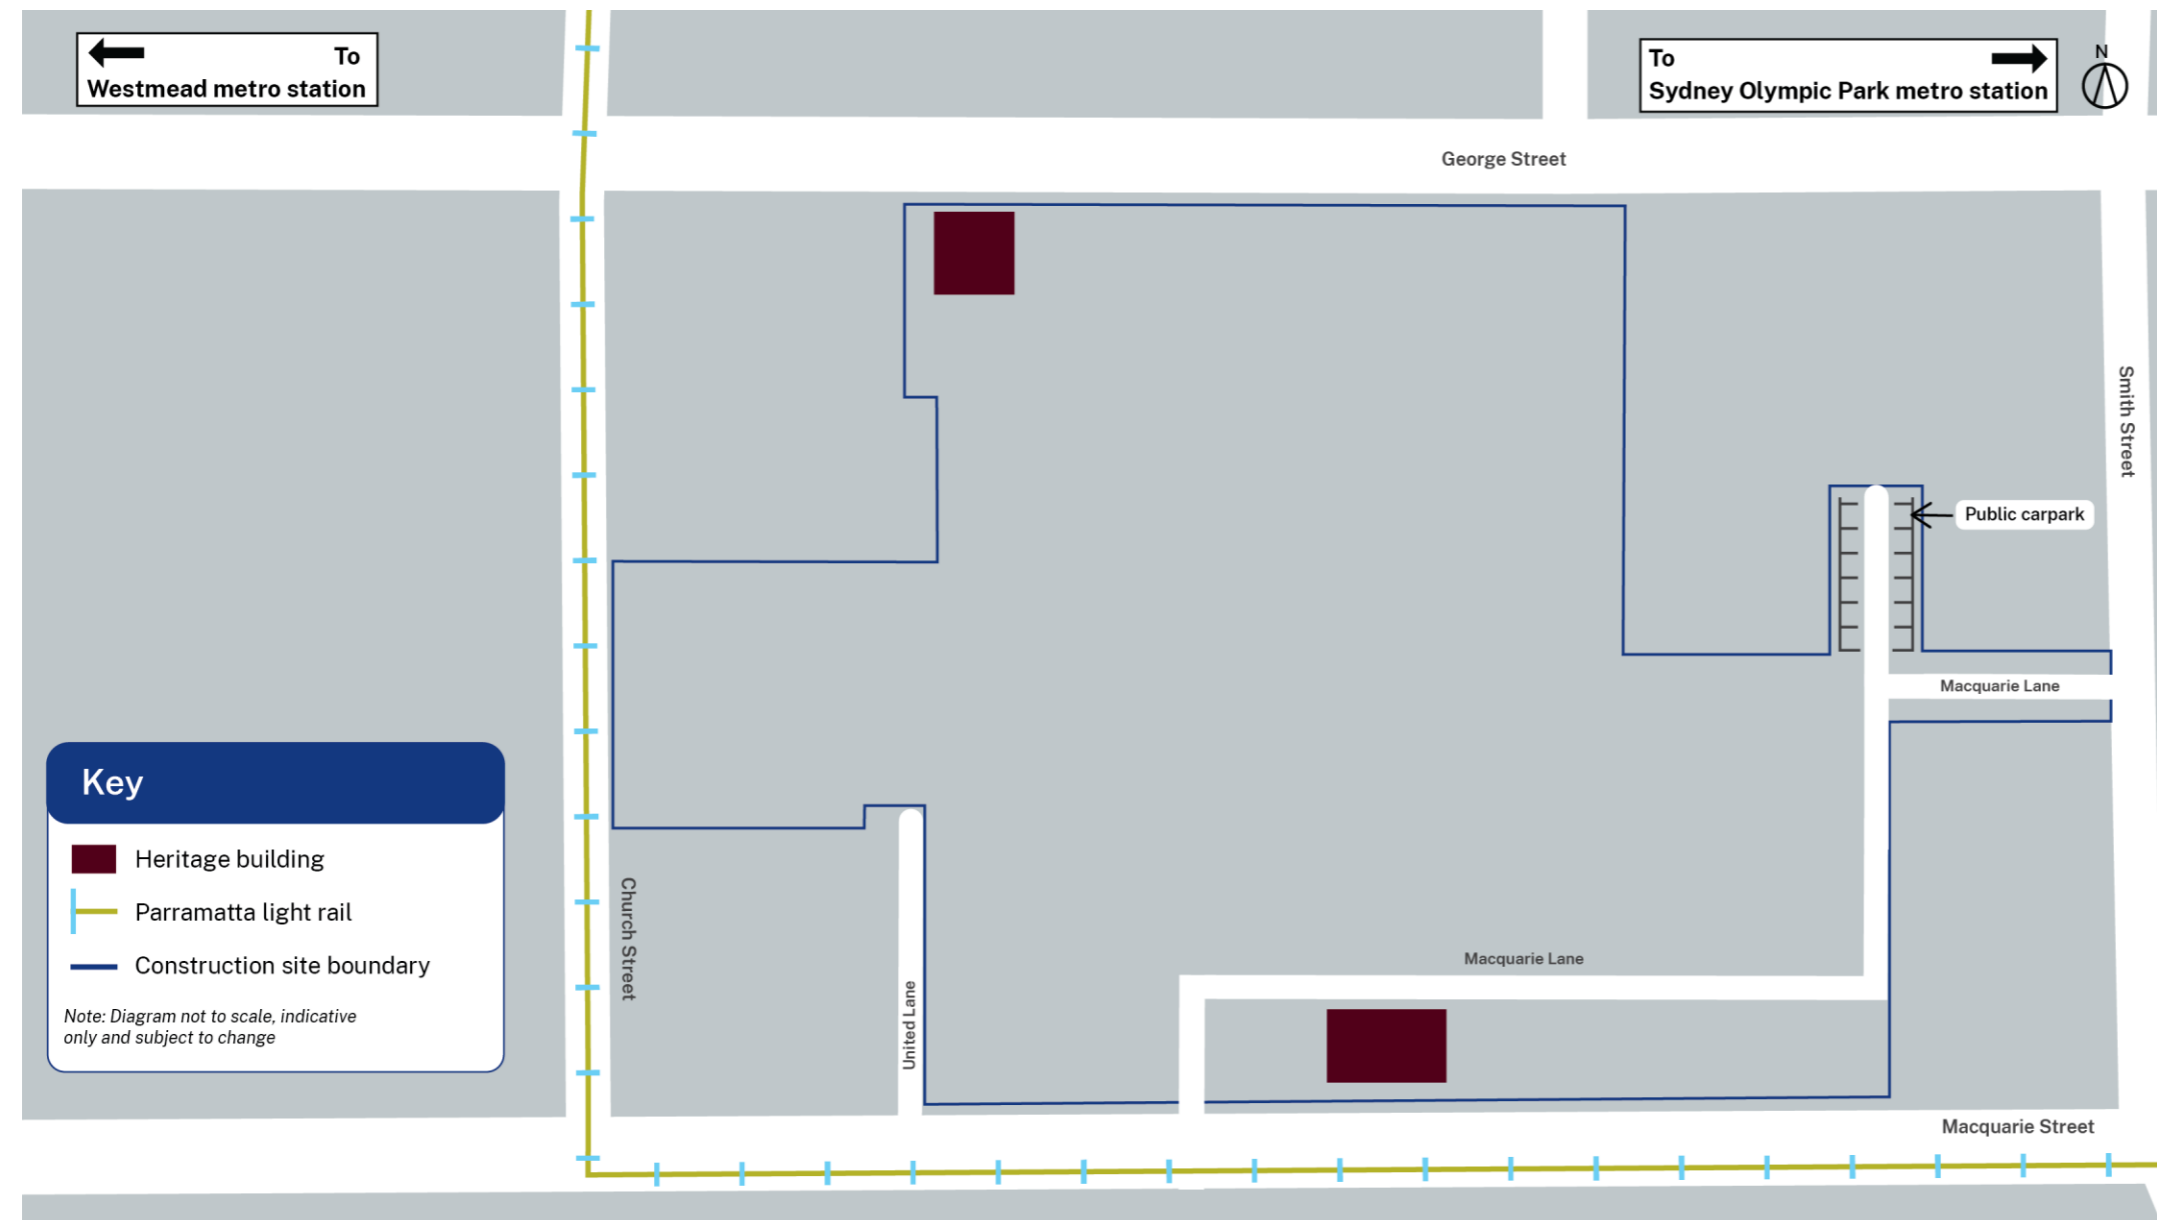 To
Westmead metro station
To
Sydney Olympic Park metro station
N
George Street
Smith Street
Public carpark
Macquarie Lane
Key
Heritage building
Parramatta light rail
Construction site boundary
Note: Diagram not to scale, indicative
only and subject to change
Church Street
United Lane
Macquarie Lane
Macquarie Street